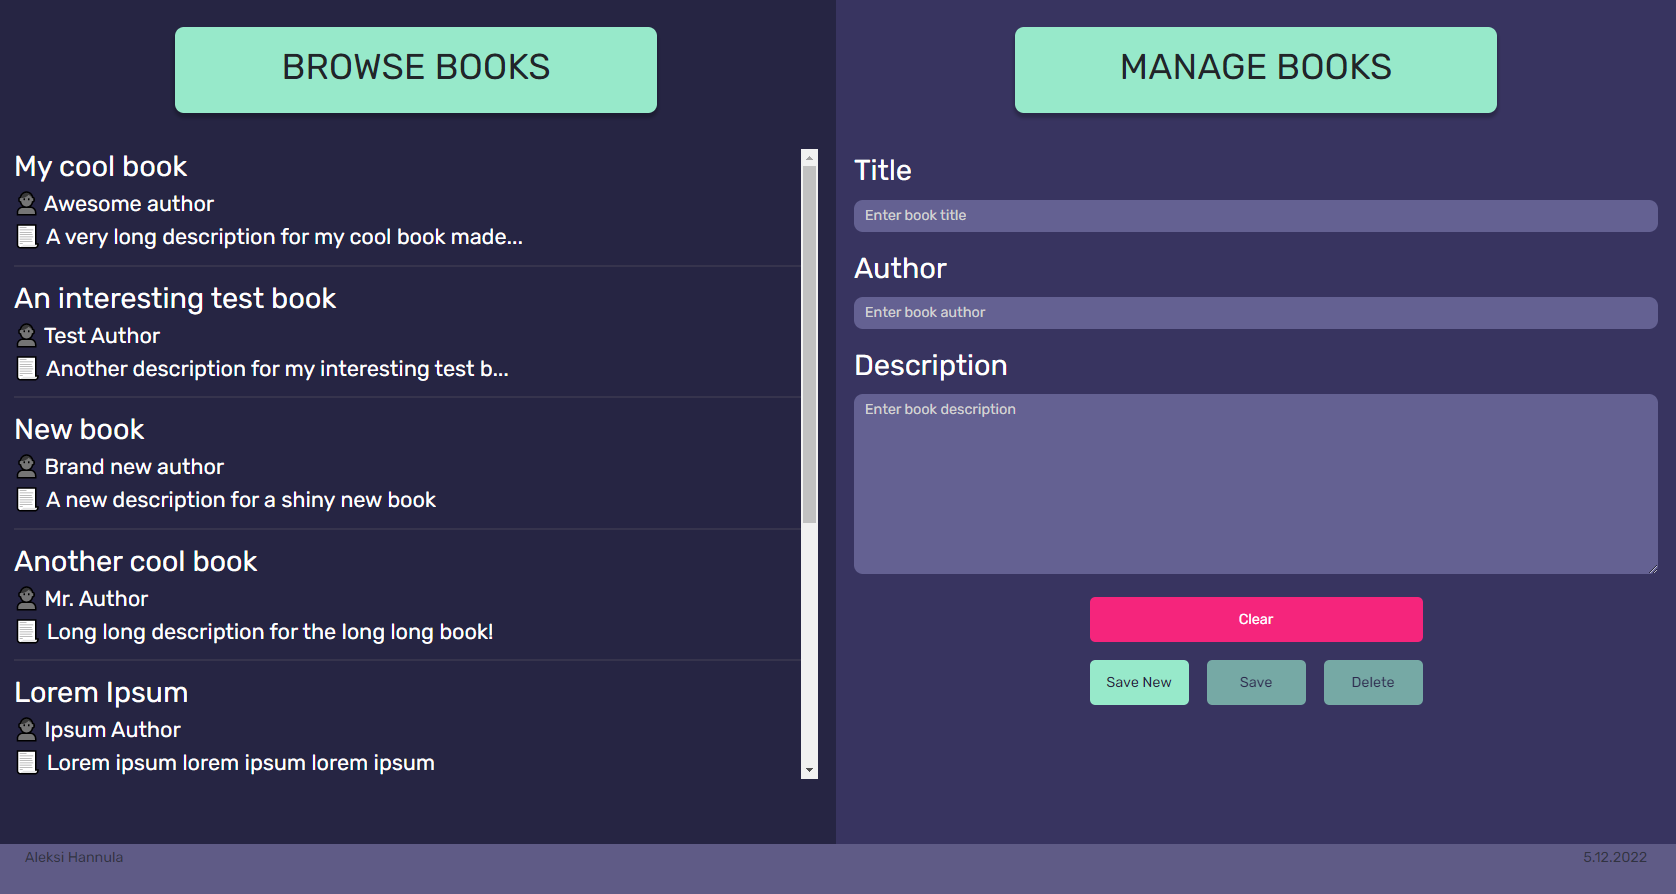 BROWSE BOOKS
My cool book
Awesome author
A very long description for my cool book made...
An interesting test book
Test Author
Another description for my interesting test b...
New book
Brand new author
A new description for a shiny new book
Another cool book
Mr. Author
Long long description for the long long book!
Lorem Ipsum
Ipsum Author
Lorem ipsum lorem ipsum lorem ipsum
MANAGE BOOKS
Title
Enter book title
Author
Enter book author
Description
Enter book description
Clear
Save New
Save
Delete
Aleksi Hannula
5.12.2022